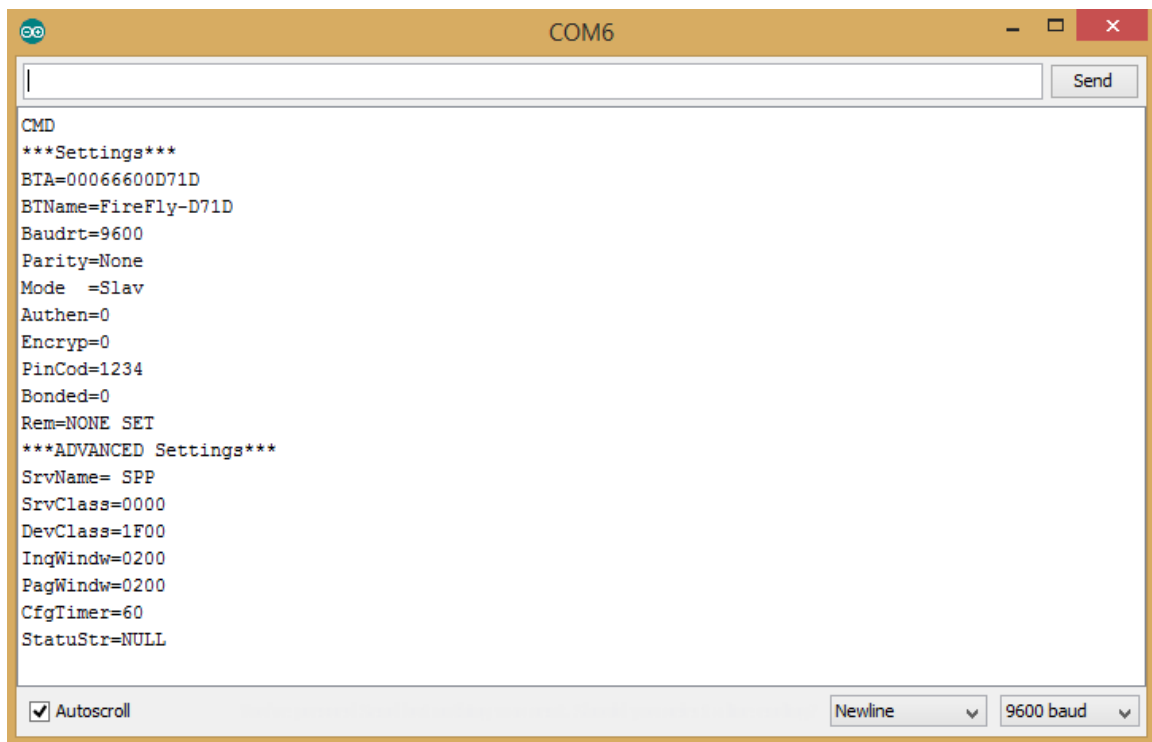 COM6
Send
CMD
***Settings***
BTA=00066600D71D
BTName=FireFly-D71D
Baudrt=9600
Parity=None
Mode  =Slav
Authen=0
Encryp=0
PinCod=1234
Bonded=0
Rem=NONE SET
***ADVANCED Settings***
SrvName= SPP
SrvClass=0000
DevClass=1F00
InqWindw=0200
PagWindw=0200
CfgTimer=60
StatuStr=NULL
Autoscroll Newline 9600 baud